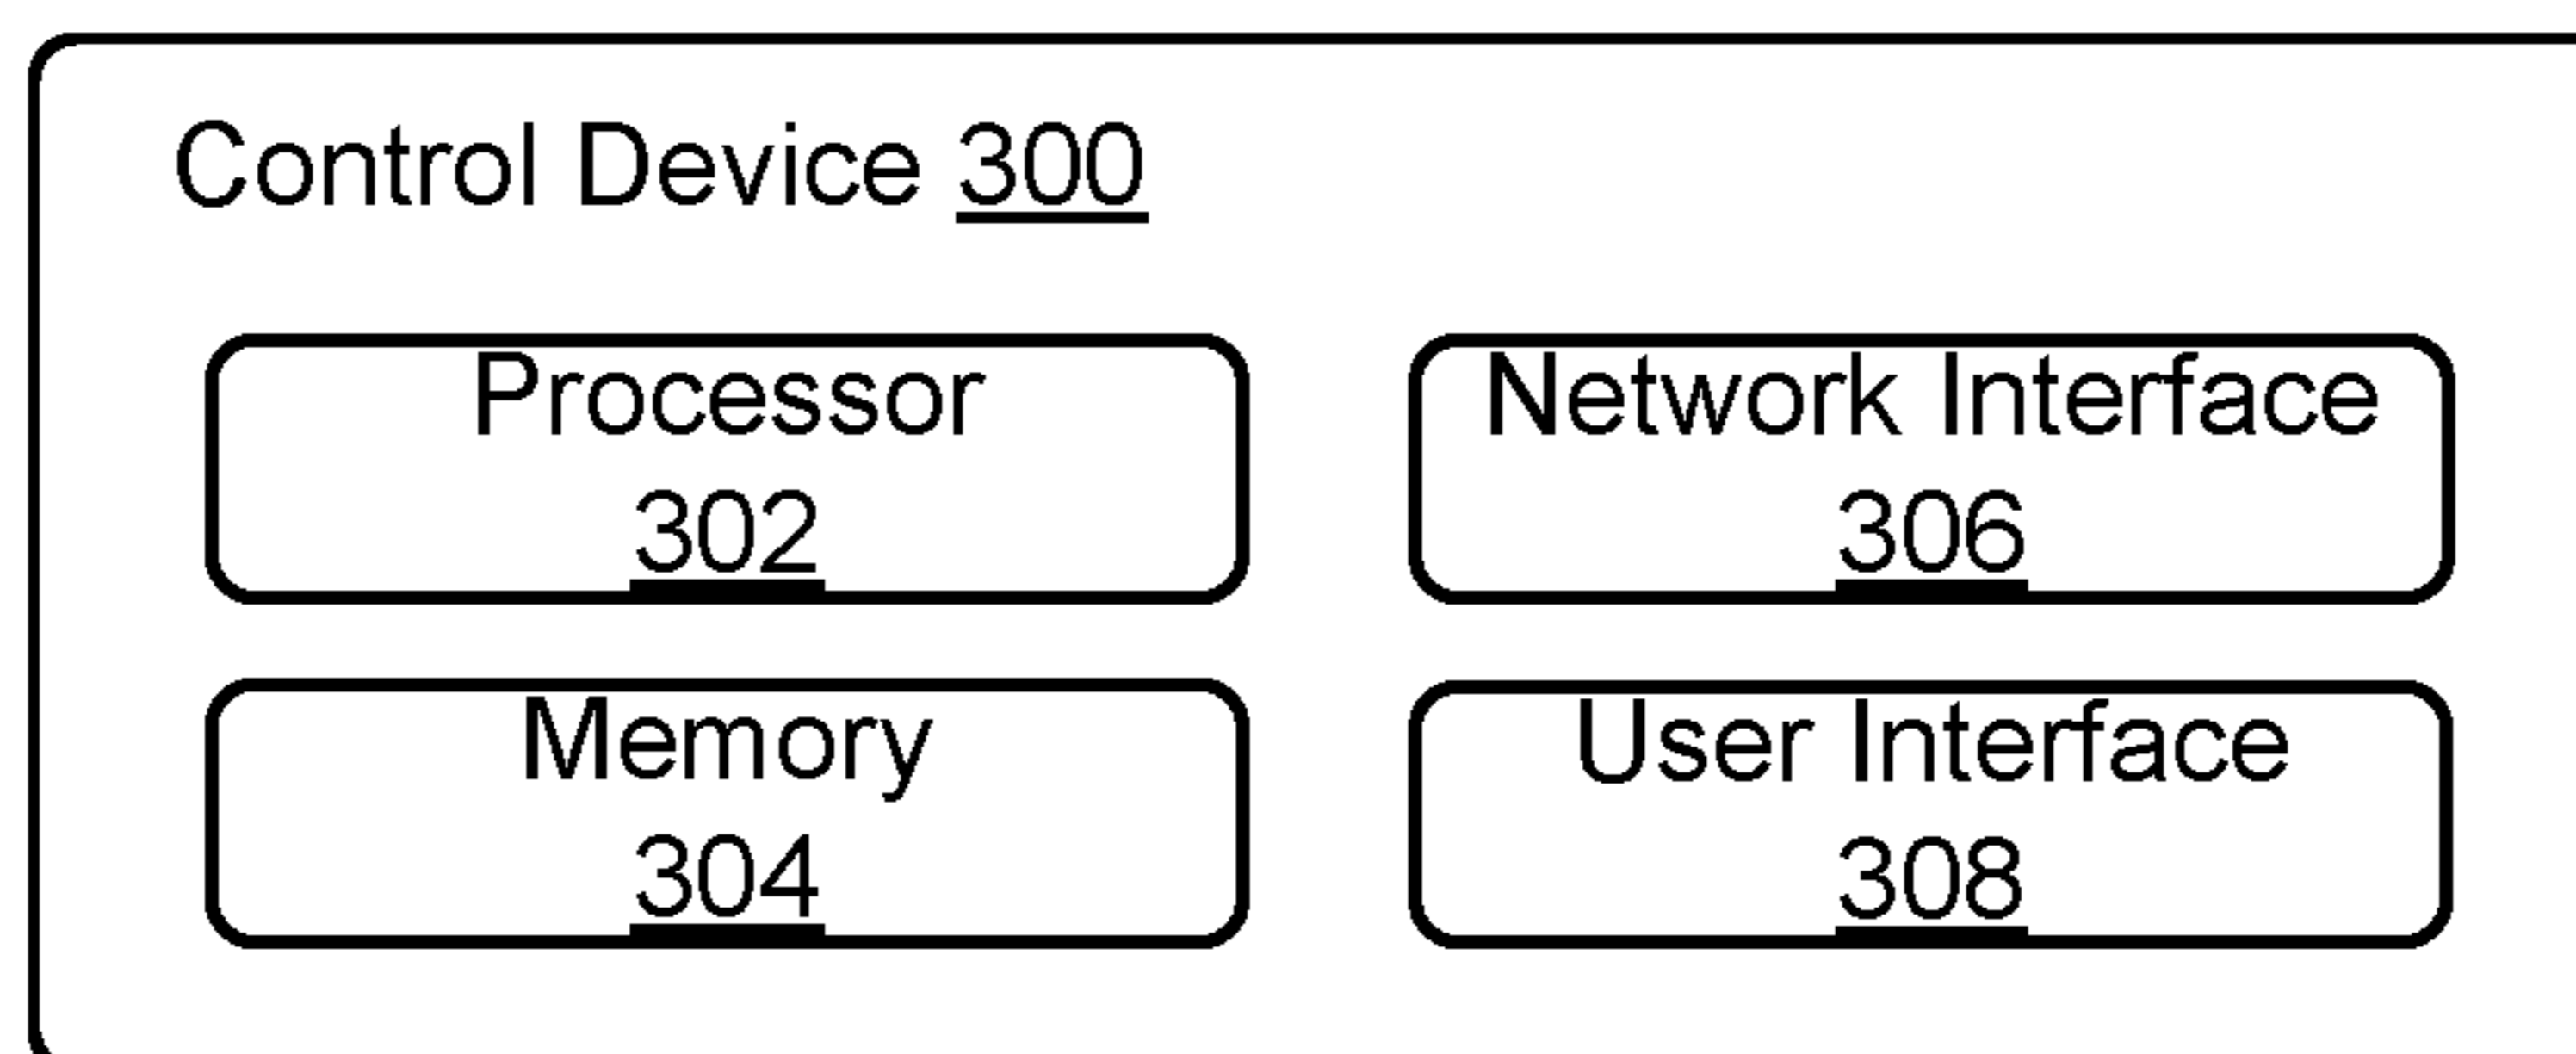 Control Device 300
Processor
302
Network Interface
306
Memory
304
User Interface
308